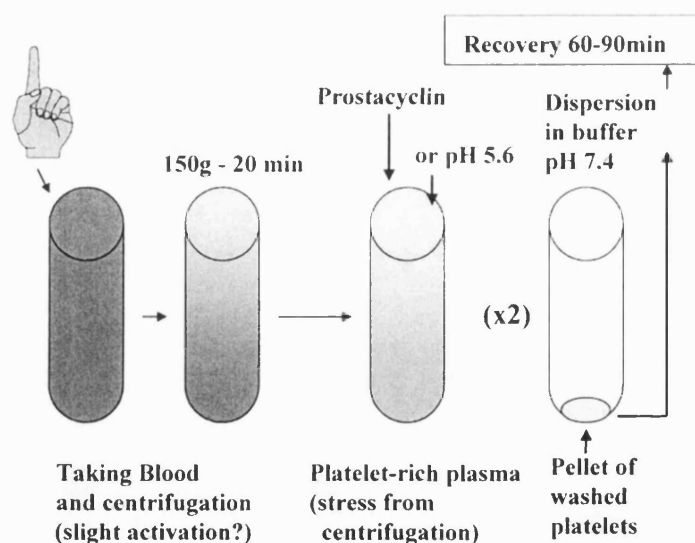 Recovery 60-90min
Prostacyclin
Dispersion
in buffer
pH 7.4
150g - 20 min
or pH 5.6
(x2)
Taking Blood
and centrifugation
(slight activation?)
Platelet-rich plasma
(stress from
centrifugation)
Pellet of
washed
platelets